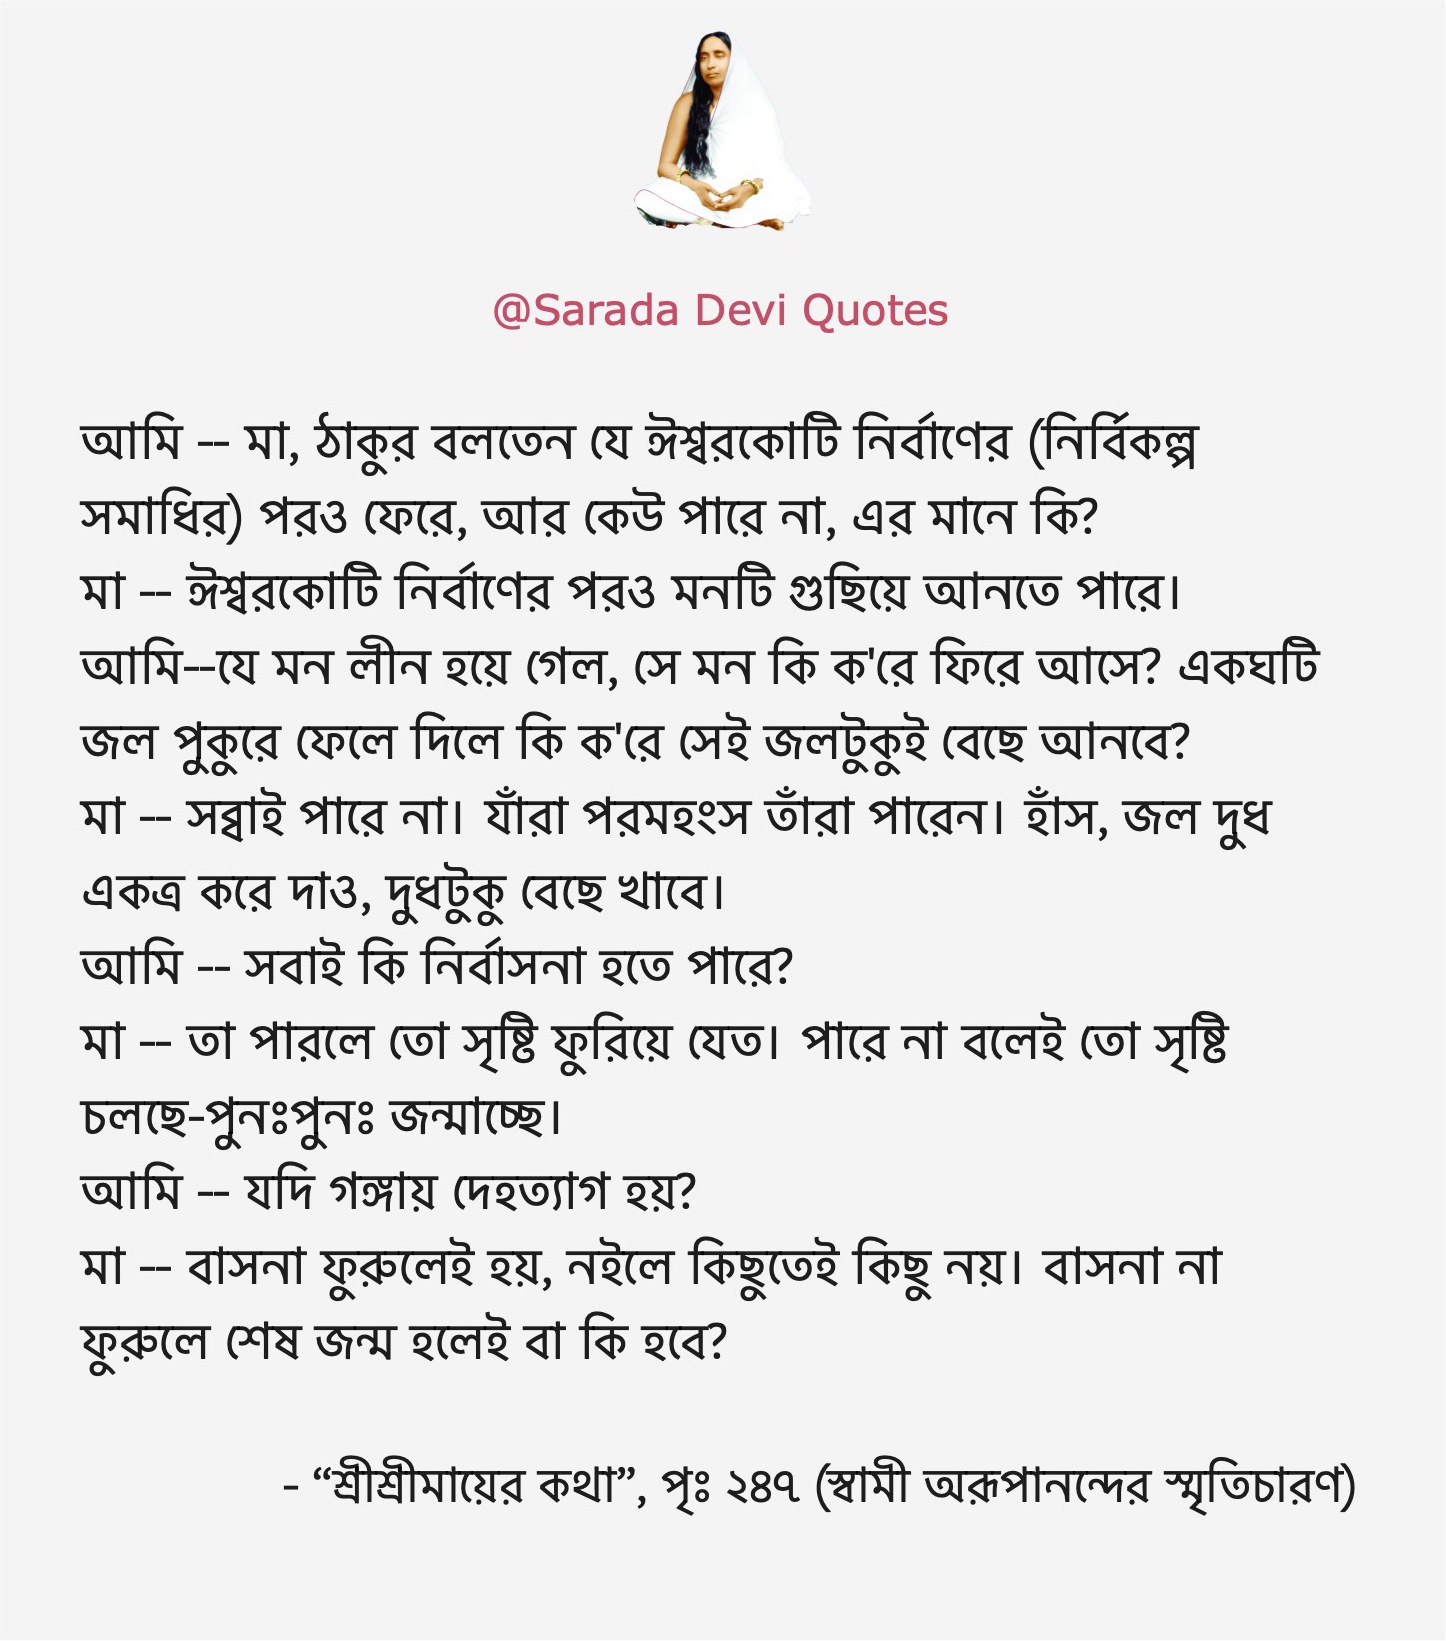 @Sarada Devi Quotes
আমি -- মা, ঠাকুর বলতেন যে ঈশ্বরকোটি নির্বাণের (নির্বিকল্প
সমাধির) পরও ফেরে, আর কেউ পারে না, এর মানে কি?
মা -- ঈশ্বরকোটি নির্বাণের পরও মনটি গুছিয়ে আনতে পারে।
আমি--যে মন লীন হয়ে গেল, সে মন কি ক'রে ফিরে আসে? একঘটি
জল পুকুরে ফেলে দিলে কি ক'রে সেই জলটুকুই বেছে আনবে?
মা -- সব্বাই পারে না। যাঁরা পরমহংস তাঁরা পারেন। হাঁস, জল দুধ
একত্র করে দাও, দুধটুকু বেছে খাবে।
আমি -- সবাই কি নির্বাসনা হতে পারে?
মা -- তা পারলে তো সৃষ্টি ফুরিয়ে যেত। পারে না বলেই তো সৃষ্টি
চলছে-পুনঃপুনঃ জন্মাচ্ছে।
আমি -- যদি গঙ্গায় দেহত্যাগ হয়?
মা -- বাসনা ফুরুলেই হয়, নইলে কিছুতেই কিছু নয়। বাসনা না
ফুরুলে শেষ জন্ম হলেই বা কি হবে?
- “শ্রীশ্রীমায়ের কথা”, পৃঃ ২৪৭ (স্বামী অরূপানন্দের স্মৃতিচারণ)